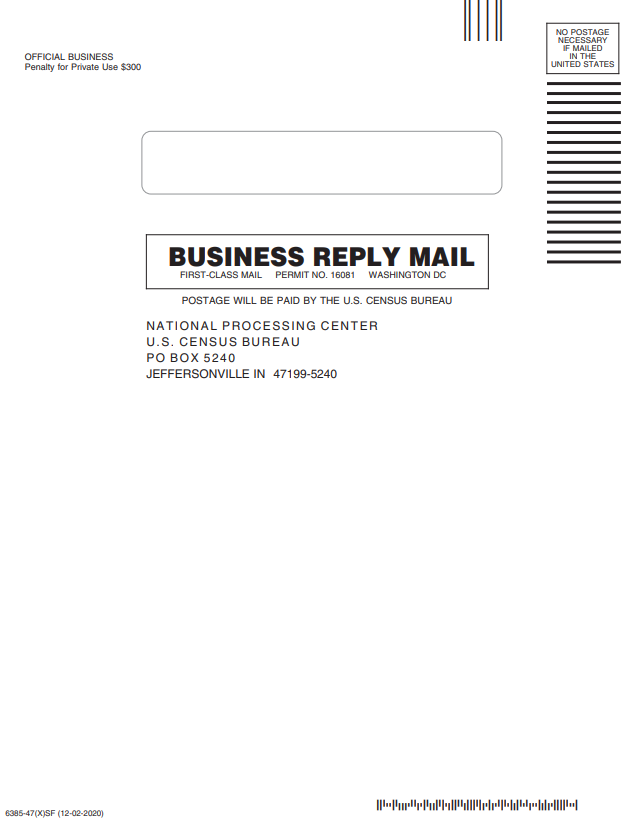 OFFICIAL BUSINESS
Penalty for Private Use $300
NO POSTAGE
NECESSARY
IF MAILED
IN THE
UNITED STATES
BUSINESS REPLY MAIL
FIRST-CLASS MAIL PERMIT NO. 16081 WASHINGTON DC
POSTAGE WILL BE PAID BY THE U.S. CENSUS BUREAU
NATIONAL PROCESSING CENTER
U.S. CENSUS BUREAU
PO BOX 5240
JEFFERSONVILLE IN 47199-5240
6385-47(X)SF (12-02-2020)